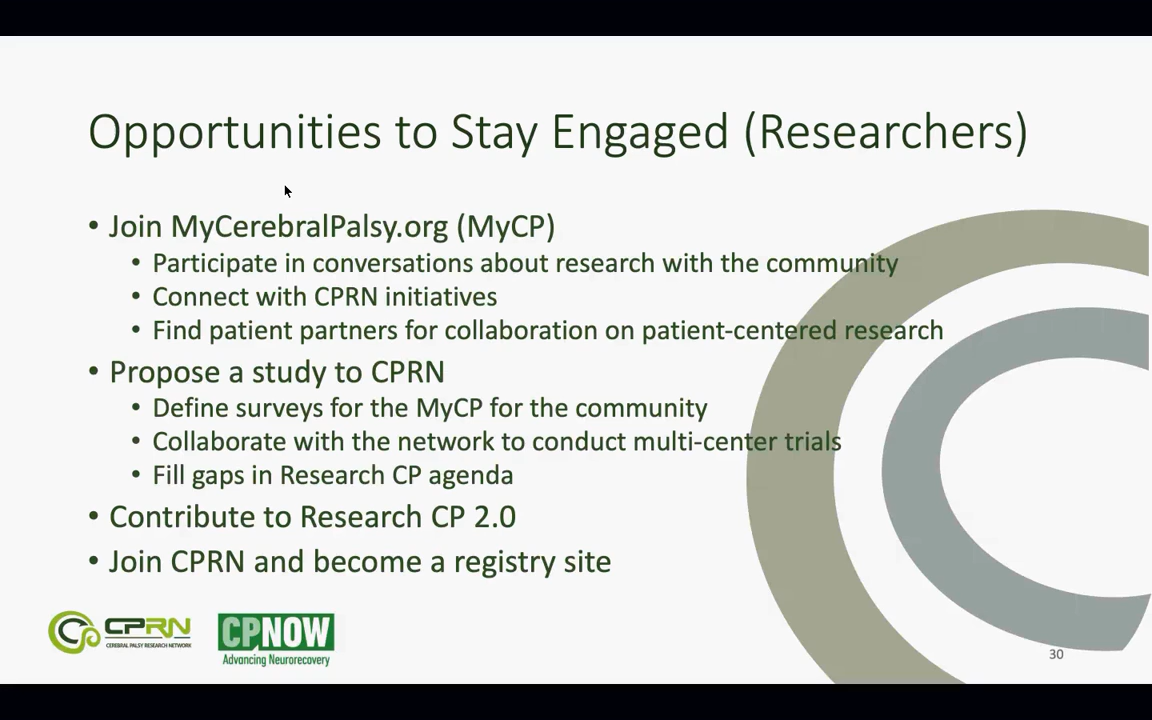 Opportunities to Stay Engaged (Researchers)
• Join MyCerebralPalsy.org (MyCP)
• Participate in conversations about research with the community
• Connect with CPRN initiatives
• Find patient partners for collaboration on patient-centered research
• Propose a study to CPRN
• Define surveys for the MyCP for the community
• Collaborate with the network to conduct multi-center trials
• Fill gaps in Research CP agenda
• Contribute to Research CP 2.0
• Join CPRN and become a registry site
CPRN
CEREBRAL PALSY RESEARCH NETWORK
CPNOW
Advancing Neurorecovery
30